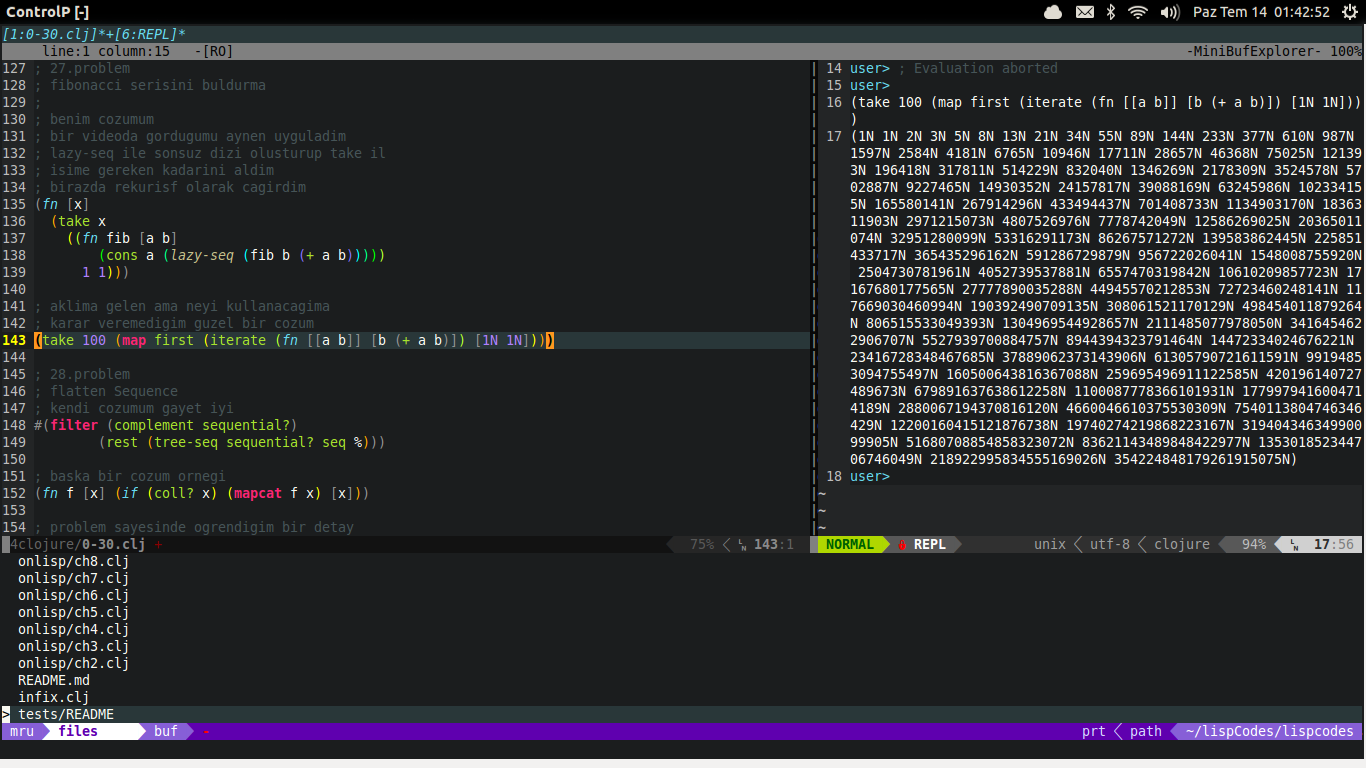 ControlP [-]
Paz Tem 14 01:42:52
[1:0-30.clj]*+[6:REPL]*
line:1 column:15 -[RO]
-MiniBufExplorer- 100%
127 ; 27.problem
128 ; fibonacci serisini buldurma
129 ;
130 ; benim cozumum
131 ; bir videoda gordugumu aynen uyguladim
132 ; lazy-seq ile sonsuz dizi olusturup take il
133 ; isime gereken kadarini aldim
134 ; birazda rekurisf olarak cagirdim
135 (fn [x]
136 (take x
137 ((fn fib [a b]
138 (cons a (lazy-seq (fib b (+ a b)))))
139 1 1)))
140
141 ; aklima gelen ama neyi kullanacagima
142 ; karar veremedigim guzel bir cozum
143 (take 100 (map first (iterate (fn [[a b]] [b (+ a b)]) [1N 1N])))
144
145 ; 28.problem
146 ; flatten Sequence
147 ; kendi cozumum gayet iyi
148 #(filter (complement sequential?)
149 (rest (tree-seq sequential? seq %)))
150
151 ; baska bir cozum ornegi
152 (fn f [x] (if (coll? x) (mapcat f x) [x]))
153
154 ; problem sayesinde ogrendigim bir detay
4clojure/0-30.clj +
75% 143:1
14 user> ; Evaluation aborted
15 user>
16 (take 100 (map first (iterate (fn [[a b]] [b (+ a b)]) [1N 1N]))
)
17 (1N 1N 2N 3N 5N 8N 13N 21N 34N 55N 89N 144N 233N 377N 610N 987N
1597N 2584N 4181N 6765N 10946N 17711N 28657N 46368N 75025N 12139
3N 196418N 317811N 514229N 832040N 1346269N 2178309N 3524578N 57
02887N 9227465N 14930352N 24157817N 39088169N 63245986N 10233415
5N 165580141N 267914296N 433494437N 701408733N 1134903170N 18363
11903N 2971215073N 4807526976N 7778742049N 12586269025N 20365011
074N 32951280099N 53316291173N 86267571272N 139583862445N 225851
433717N 365435296162N 591286729879N 956722026041N 1548008755920N
2504730781961N 4052739537881N 6557470319842N 10610209857723N 17
167680177565N 27777890035288N 44945570212853N 72723460248141N 11
7669030460994N 190392490709135N 308061521170129N 498454011879264
N 806515533049393N 1304969544928657N 2111485077978050N 341645462
2906707N 5527939700884757N 8944394323791464N 14472334024676221N
23416728348467685N 37889062373143906N 61305790721611591N 9919485
3094755497N 160500643816367088N 259695496911122585N 420196140727
489673N 679891637638612258N 1100087778366101931N 177997941600471
4189N 2880067194370816120N 4660046610375530309N 7540113804746346
429N 12200160415121876738N 19740274219868223167N 319404346349900
99905N 51680708854858323072N 83621143489848422977N 1353018523447
06746049N 218922995834555169026N 354224848179261915075N)
18 user>
~
~
~
NORMAL REPL
unix utf-8 clojure 94% 17:56
onlisp/ch8.clj
onlisp/ch7.clj
onlisp/ch6.clj
onlisp/ch5.clj
onlisp/ch4.clj
onlisp/ch3.clj
onlisp/ch2.clj
README.md
infix.clj
> tests/README
mru files buf -
prt path ~/lispCodes/lispcodes